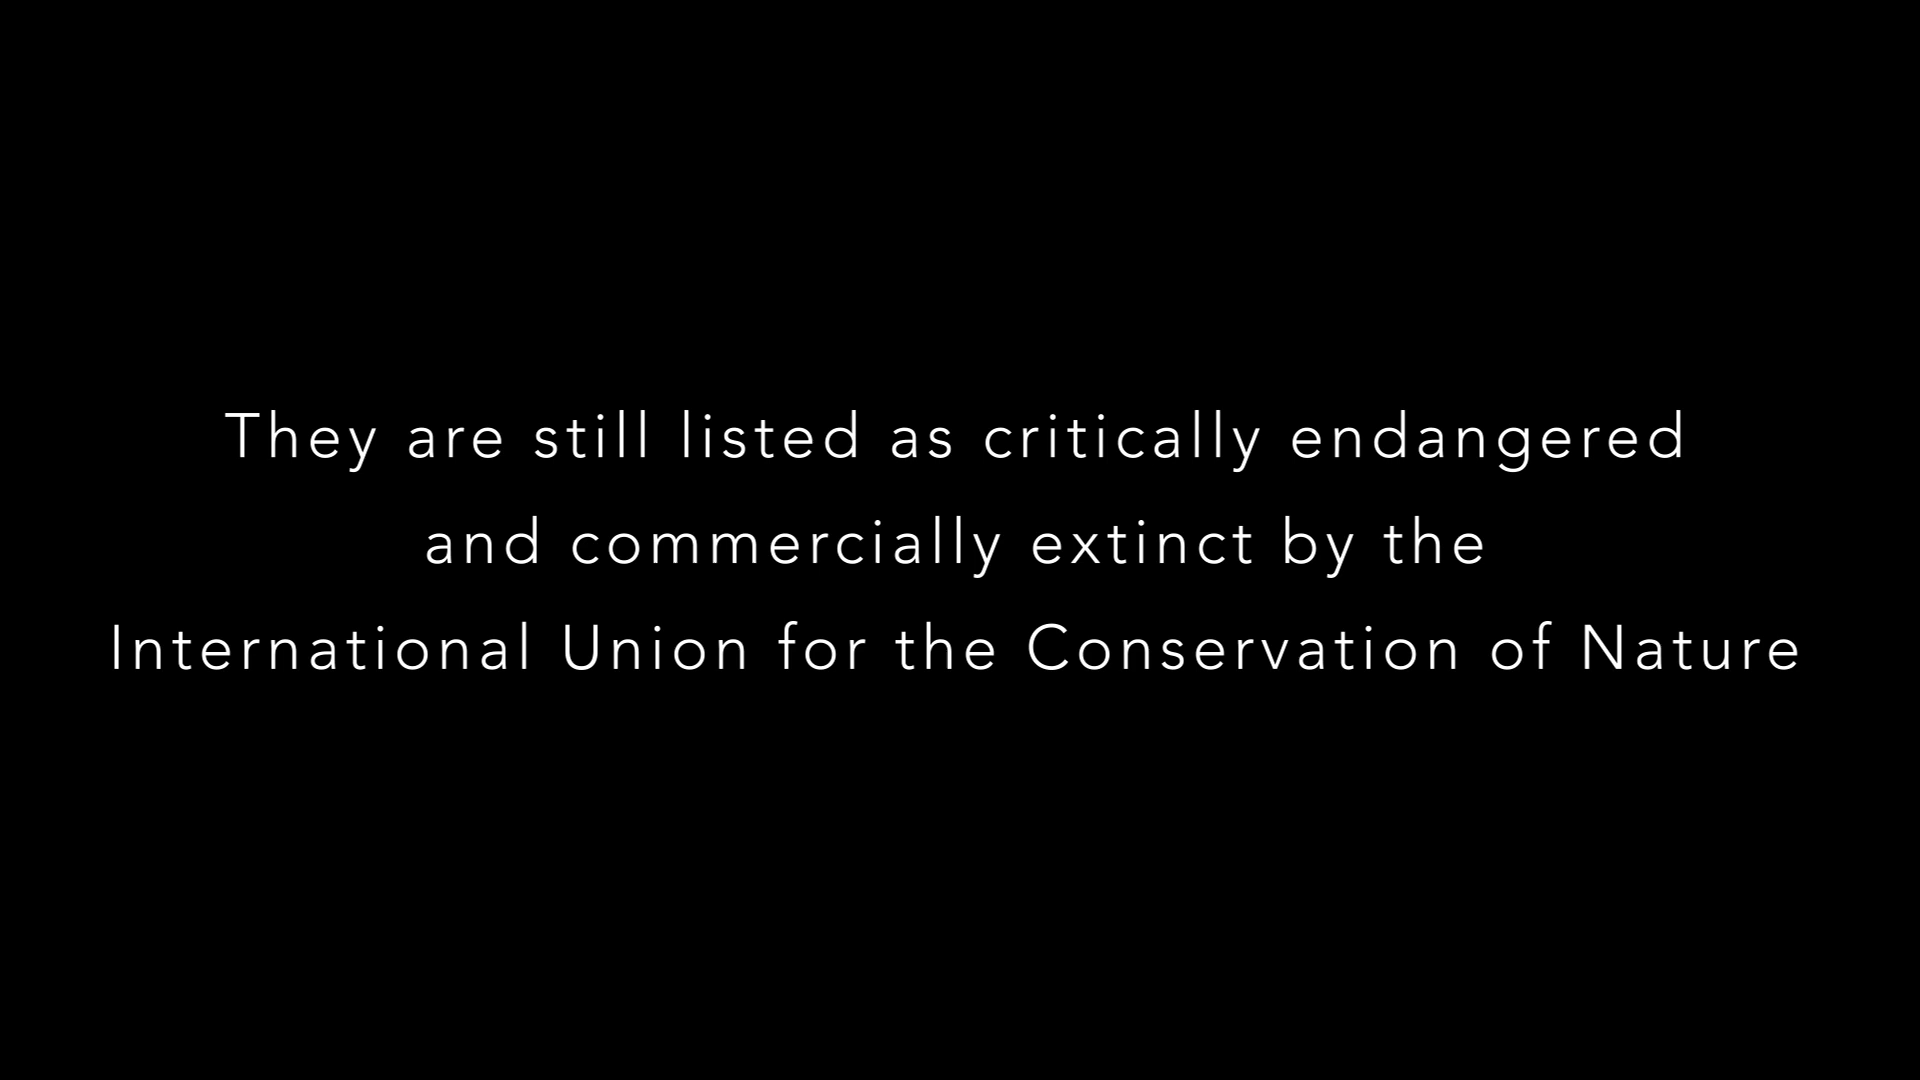 They are still listed as critically endangered
and commercially extinct by the
International Union for the Conservation of Nature